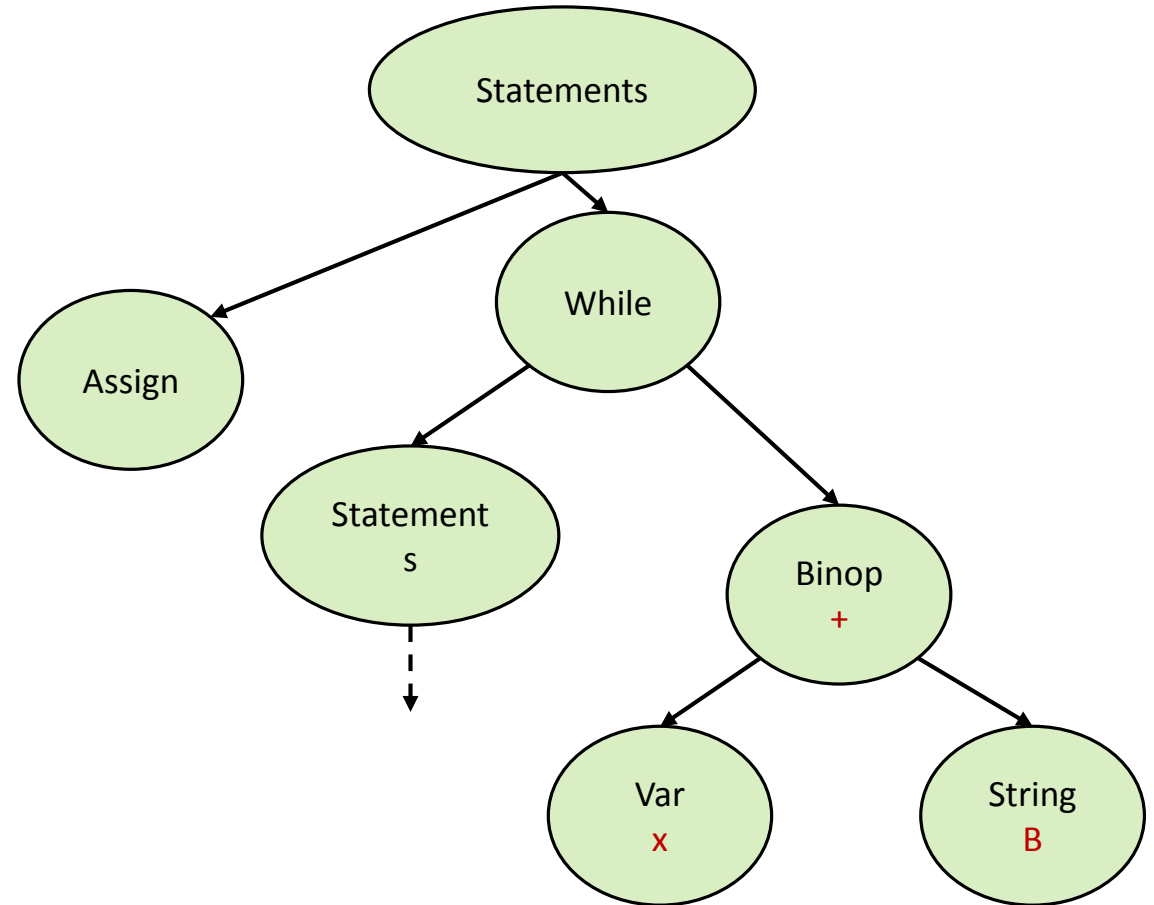 Statements
While
Assign
Statement
s
Binop
+
Var
x
String
B